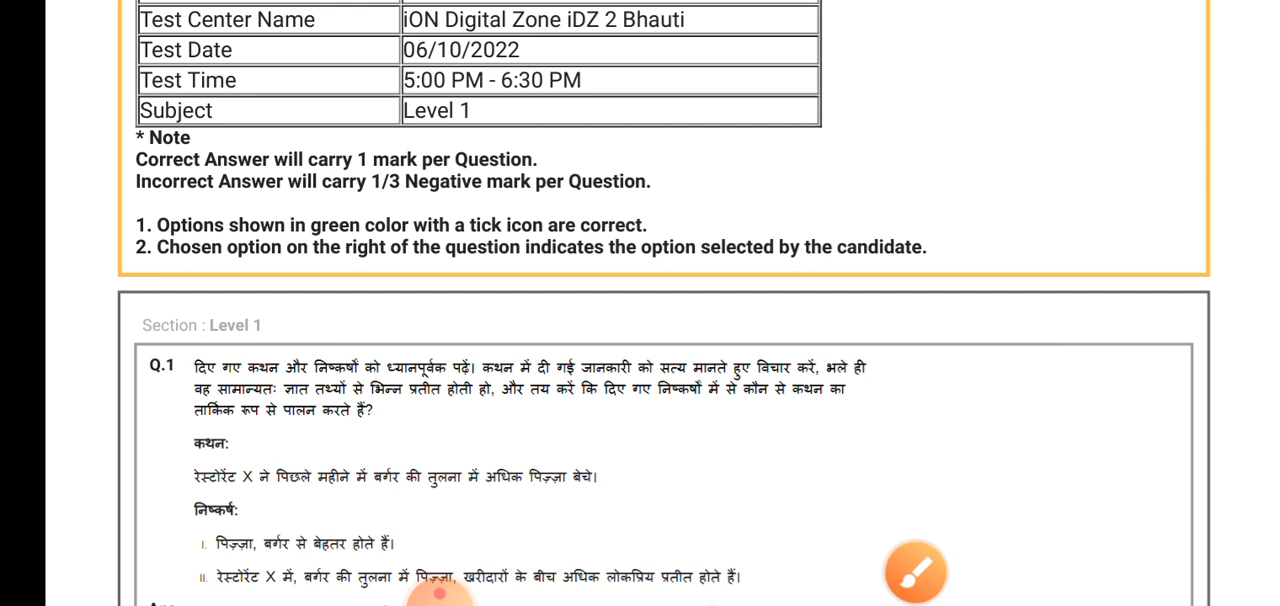 Test Center Name iON Digital Zone iDZ 2 Bhauti
Test Date 06/10/2022
Test Time 5:00 PM - 6:30 PM
Subject Level 1
* Note
Correct Answer will carry 1 mark per Question.
Incorrect Answer will carry 1/3 Negative mark per Question.
1. Options shown in green color with a tick icon are correct.
2. Chosen option on the right of the question indicates the option selected by the candidate.
Section : Level 1
Q.1 दिए गए कथन और निष्कर्षों को ध्यानपूर्वक पढ़ें। कथन में दी गई जानकारी को सत्य मानते हुए विचार करें, भले ही
वह सामान्यतः ज्ञात तथ्यों से भिन्न प्रतीत होती हो, और तय करें कि दिए गए निष्कर्षों में से कौन से कथन का
तार्किक रूप से पालन करते हैं?
कथन:
रेस्टोरेंट X ने पिछले महीने में बर्गर की तुलना में अधिक पिज़्ज़ा बेचे।
निष्कर्ष:
I. पिज़्ज़ा, बर्गर से बेहतर होते हैं।
II. रेस्टोरेंट X में, बर्गर की तुलना में पिज़्ज़ा, खरीदारों के बीच अधिक लोकप्रिय प्रतीत होते हैं।